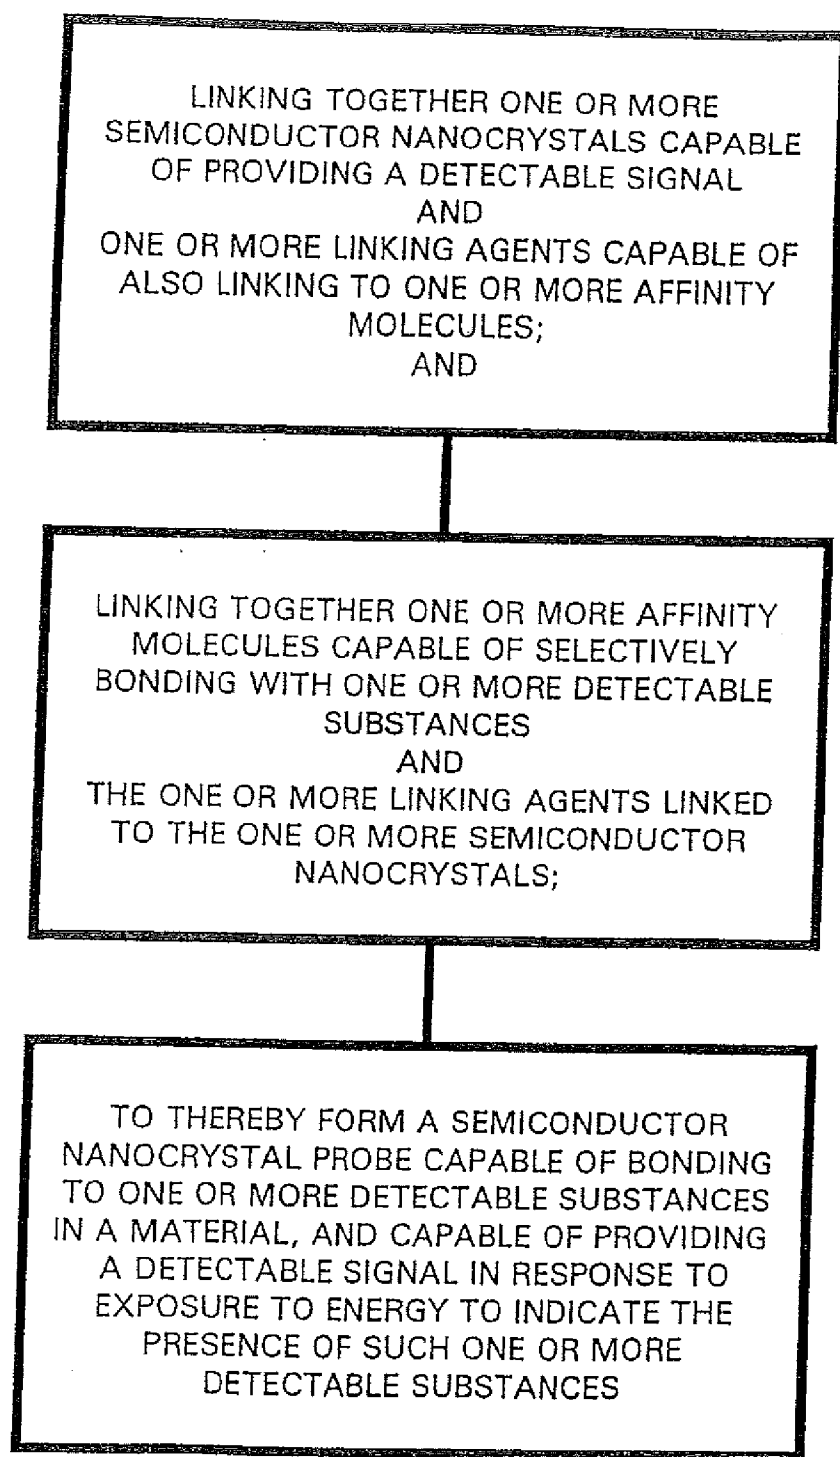 LINKING TOGETHER ONE OR MORE
SEMICONDUCTOR NANOCRYSTALS CAPABLE
OF PROVIDING A DETECTABLE SIGNAL
AND
ONE OR MORE LINKING AGENTS CAPABLE OF
ALSO LINKING TO ONE OR MORE AFFINITY
MOLECULES;
AND
LINKING TOGETHER ONE OR MORE AFFINITY
MOLECULES CAPABLE OF SELECTIVELY
BONDING WITH ONE OR MORE DETECTABLE
SUBSTANCES
AND
THE ONE OR MORE LINKING AGENTS LINKED
TO THE ONE OR MORE SEMICONDUCTOR
NANOCRYSTALS;
TO THEREBY FORM A SEMICONDUCTOR
NANOCRYSTAL PROBE CAPABLE OF BONDING
TO ONE OR MORE DETECTABLE SUBSTANCES
IN A MATERIAL, AND CAPABLE OF PROVIDING
A DETECTABLE SIGNAL IN RESPONSE TO
EXPOSURE TO ENERGY TO INDICATE THE
PRESENCE OF SUCH ONE OR MORE
DETECTABLE SUBSTANCES